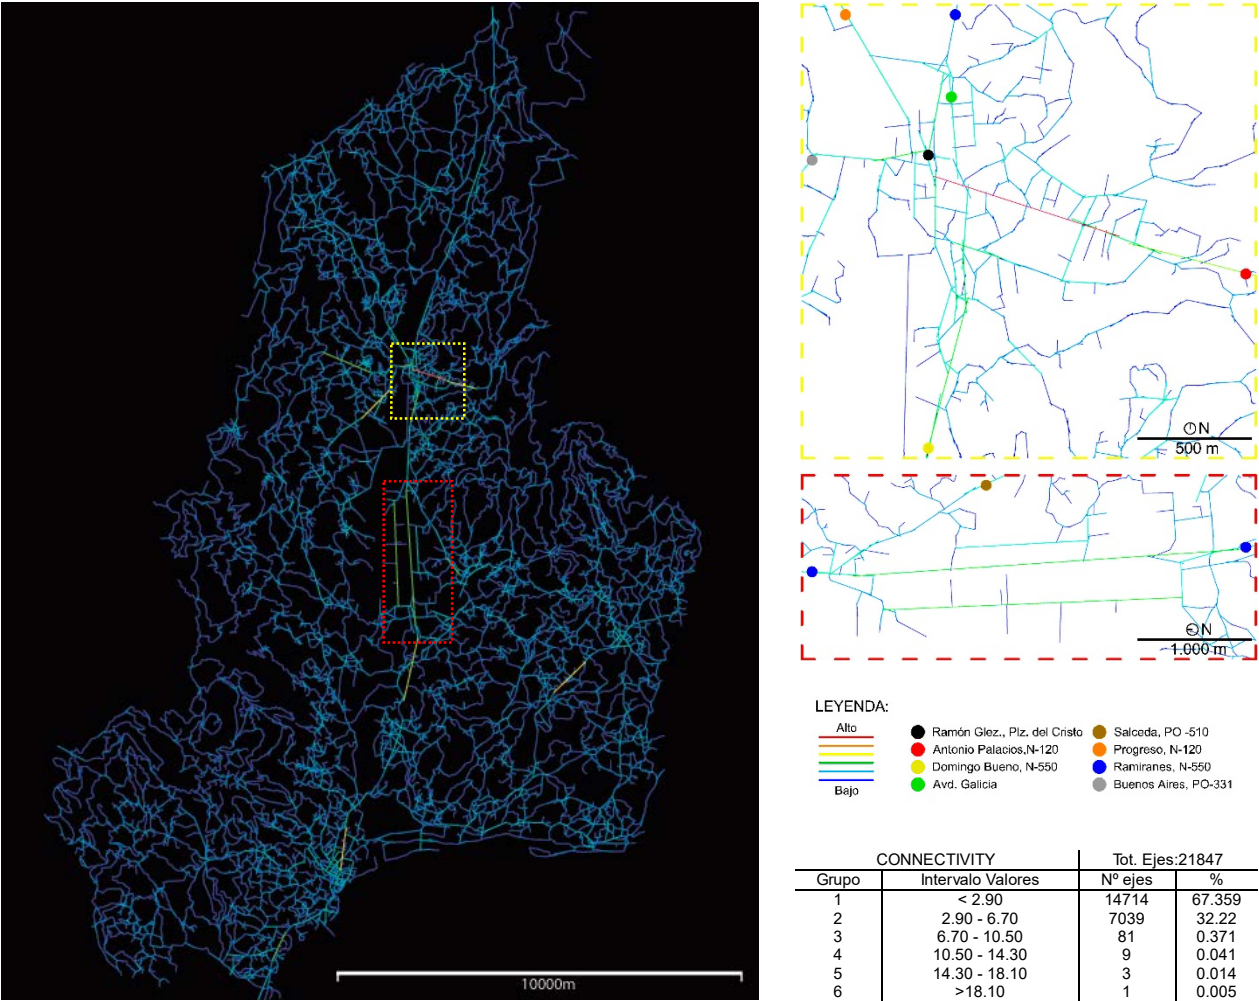 N
500 m
N
1.000 m
10000m
LEYENDA:
Alto
Bajo
Ramón Glez., Plz. del Cristo
Antonio Palacios,N-120
Domingo Bueno, N-550
Avd. Galicia
Salceda, PO -510
Progreso, N-120
Ramiranes, N-550
Buenos Aires, PO-331
CONNECTIVITY Tot. Ejes:21847
Grupo Intervalo Valores Nº ejes %
1 < 2.90 14714 67.359
2 2.90 - 6.70 7039 32.22
3 6.70 - 10.50 81 0.371
4 10.50 - 14.30 9 0.041
5 14.30 - 18.10 3 0.014
6 >18.10 1 0.005